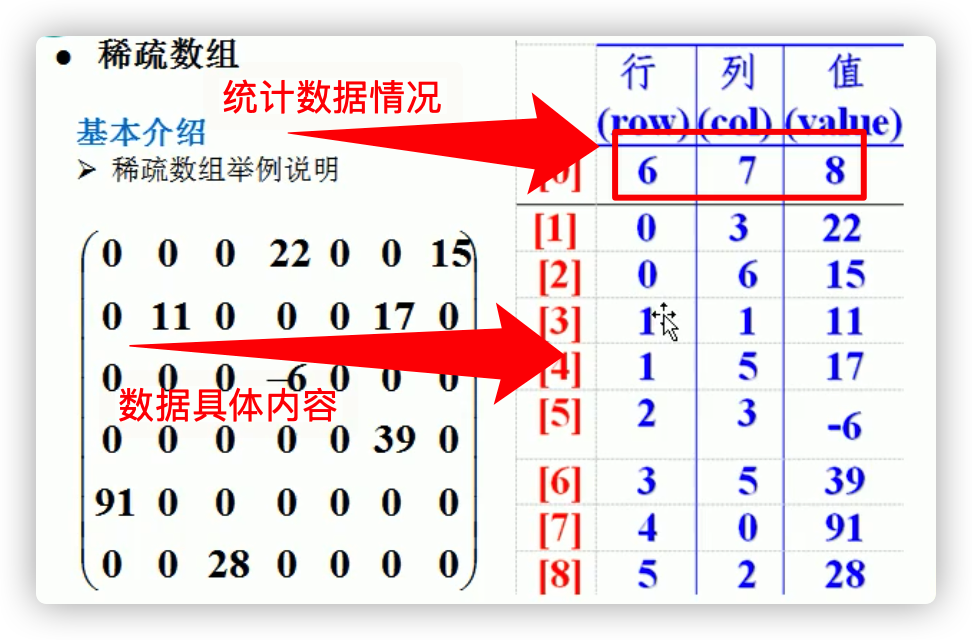 ● 稀疏数组
统计数据情况
基本介绍
➢ 稀疏数组举例说明
0 0 0 22 0 0 15
0 11 0 0 0 17 0
0 0 0 –6 0 0 0
数据具体内容
0 0 0 0 0 39 0
91 0 0 0 0 0 0
0 0 28 0 0 0 0
行 列 值
(row) (col) (value)
[0] 6 7 8
[1] 0 3 22
[2] 0 6 15
[3] 1 1 11
[4] 1 5 17
[5] 2 3 -6
[6] 3 5 39
[7] 4 0 91
[8] 5 2 28